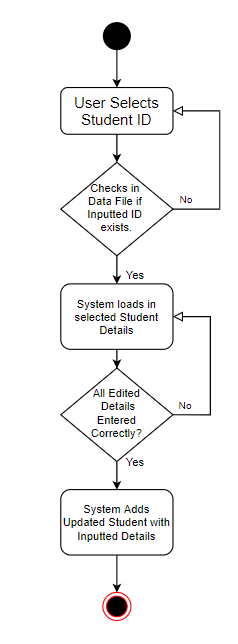 User Selects
Student ID
Checks in
Data File if
Inputted ID
exists.
No
Yes
System loads in
selected Student
Details
All Edited
Details
Entered
Correctly?
No
Yes
System Adds
Updated Student with
Inputted Details